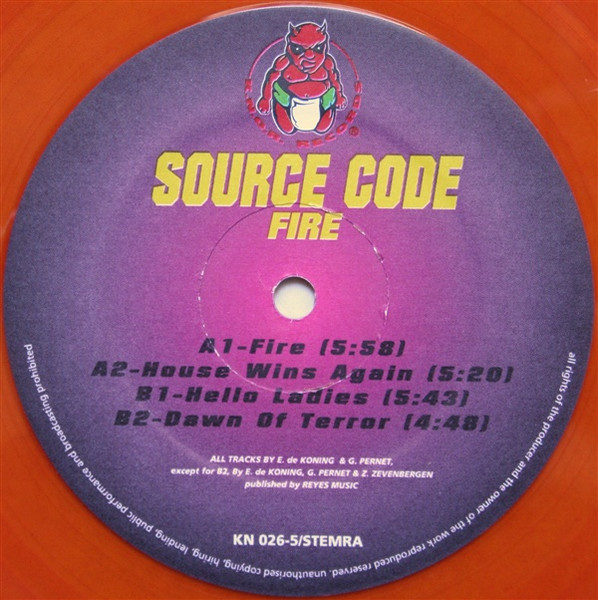 K.N.O.R. RECORDS ®
SOURCE CODE
FIRE
A1-Fire (5:58)
A2-House Wins Again (5:20)
B1-Hello Ladies (5:43)
B2-Dawn Of Terror (4:48)
ALL TRACKS BY E. de KONING & G. PERNET,
except for B2, By E. de KONING, G. PERNET & Z. ZEVENBERGEN
published by REYES MUSIC
KN 026-5/STEMRA
all rights of the producer and the owner of the work reproduced reserved. unauthorised copying, hiring, lending, public performance and broadcasting prohibited